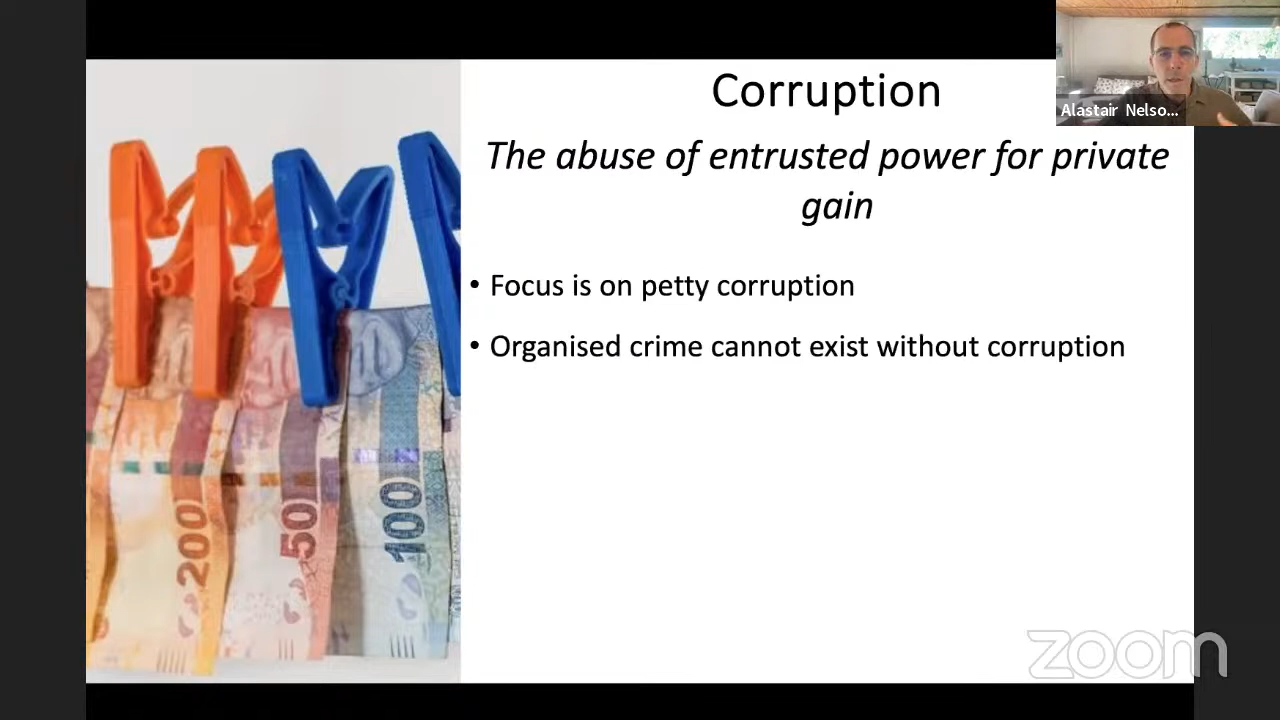 Corruption
Alastair Nelso...
The abuse of entrusted power for private
gain
• Focus is on petty corruption
• Organised crime cannot exist without corruption
200
50
100
zoom